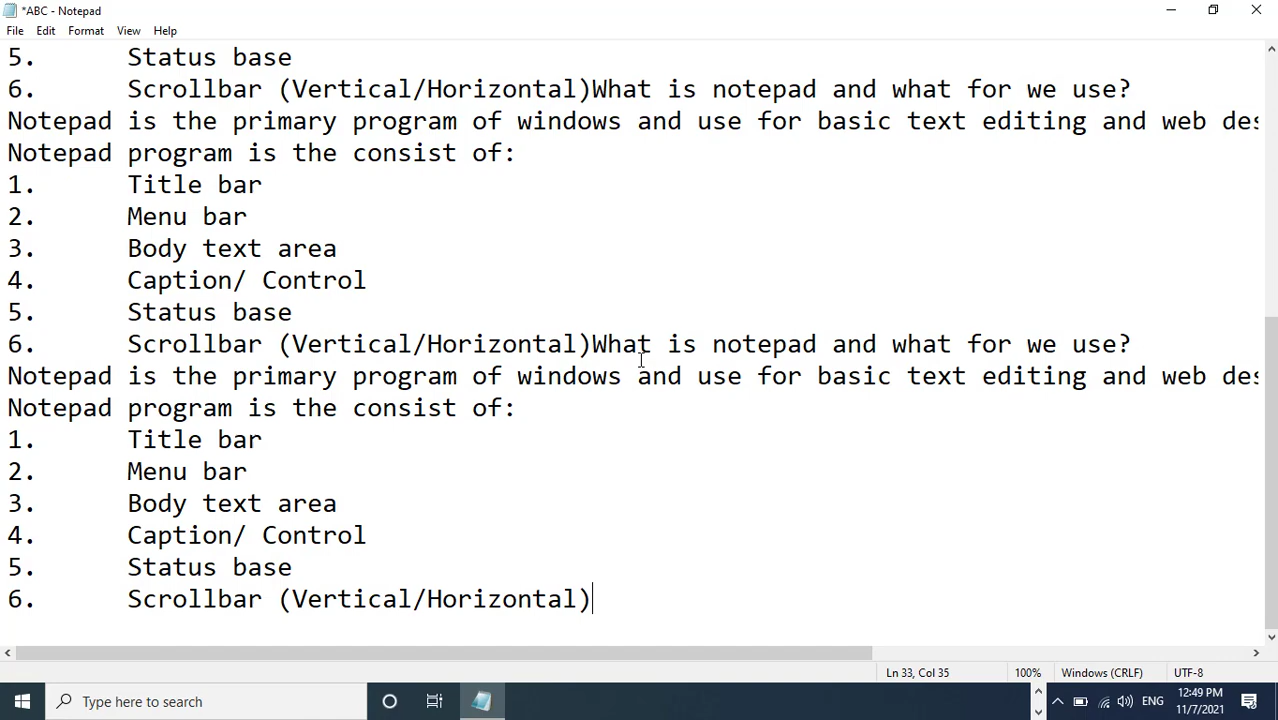 *ABC - Notepad
File Edit Format View Help
5. Status base
6. Scrollbar (Vertical/Horizontal)What is notepad and what for we use?
Notepad is the primary program of windows and use for basic text editing and web des
Notepad program is the consist of:
1. Title bar
2. Menu bar
3. Body text area
4. Caption/ Control
5. Status base
6. Scrollbar (Vertical/Horizontal)What is notepad and what for we use?
Notepad is the primary program of windows and use for basic text editing and web des
Notepad program is the consist of:
1. Title bar
2. Menu bar
3. Body text area
4. Caption/ Control
5. Status base
6. Scrollbar (Vertical/Horizontal)
Ln 33, Col 35 100% Windows (CRLF) UTF-8
Type here to search ENG 12:49 PM
11/7/2021